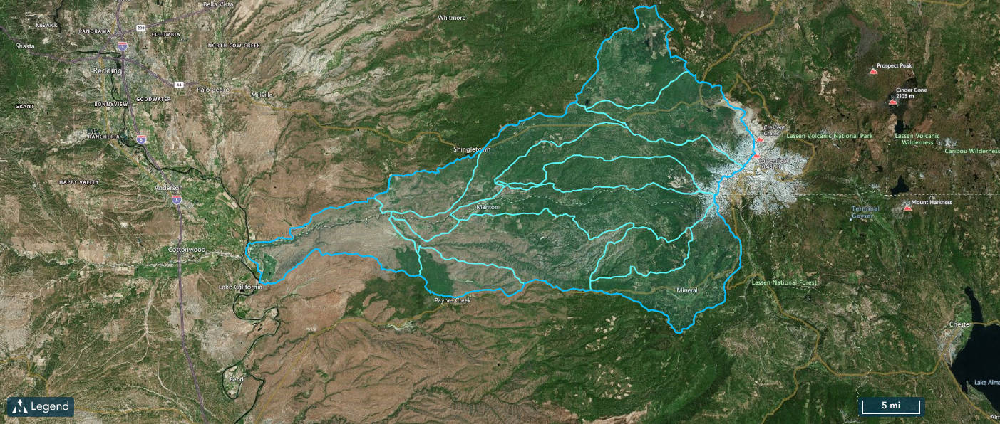 Bella Vista
Whitmore
Keswick
PANORAMA
299
COLUMBIA
Shasta
5
NORTH COW CREEK
Redding
Prospect Peak
44
Palo Cedro
Millville
Cinder Cone
2105 m
GOODWATER
BONNYVIEW
GRANT
RANCHERIA
5
Crescent
Crater
Lassen Volcanic National Park
Lassen Volcanic
Wilderness
Shingletown
Caribou Wilderness
Lassen Peak
HAPPY VALLEY
Anderson
5
Manton
Mount Harkness
Terminal
Geyser
Cottonwood
Lake California
Mineral
Lassen National Forest
Paynes Creek
Chester
Bend
Lake Alma
Legend
5 mi